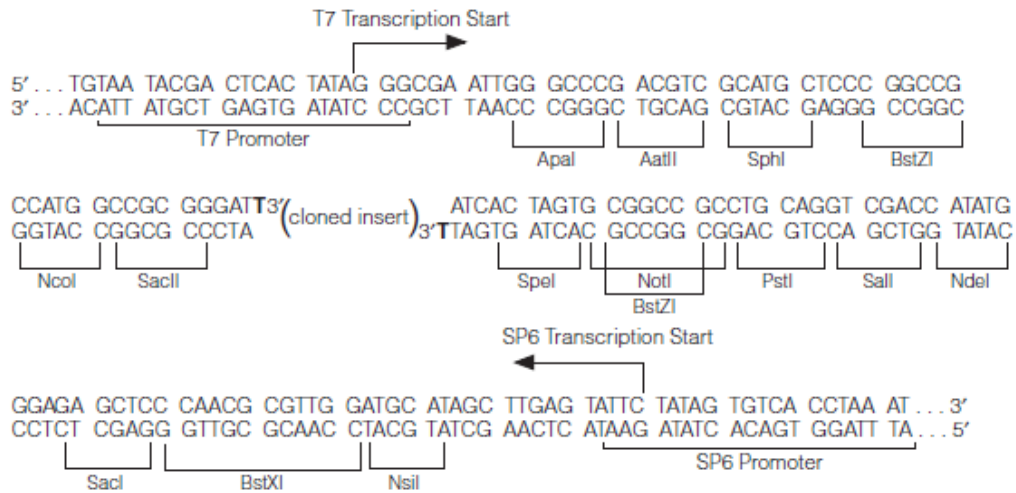 T7 Transcription Start
5′ . . . TGTAA TACGA CTCAC TATAG GGCGA ATTGG GCCCG ACGTC GCATG CTCCC GGCCG
3′ . . . ACATT ATGCT GAGTG ATATC CCGCT TAACC CGGGC TGCAG CGTAC GAGGG CCGGC
T7 Promoter
ApaI AatII SphI BstZI
CCATG GCCGC GGGATT3′ (cloned insert) ATCAC TAGTG CGGCC GCCTG CAGGT CGACC ATATG
GGTAC CGGCG CCCTA 3′TTAGTG ATCAC GCCGG CGGAC GTCCA GCTGG TATAC
NcoI SacII SpeI NotI PstI SalI NdeI
BstZI
SP6 Transcription Start
GGAGA GCTCC CAACG CGTTG GATGC ATAGC TTGAG TATTC TATAG TGTCA CCTAA AT . . . 3′
CCTCT CGAGG GTTGC GCAAC CTACG TATCG AACTC ATAAG ATATC ACAGT GGATT TA . . . 5′
SacI BstXI NsiI SP6 Promoter